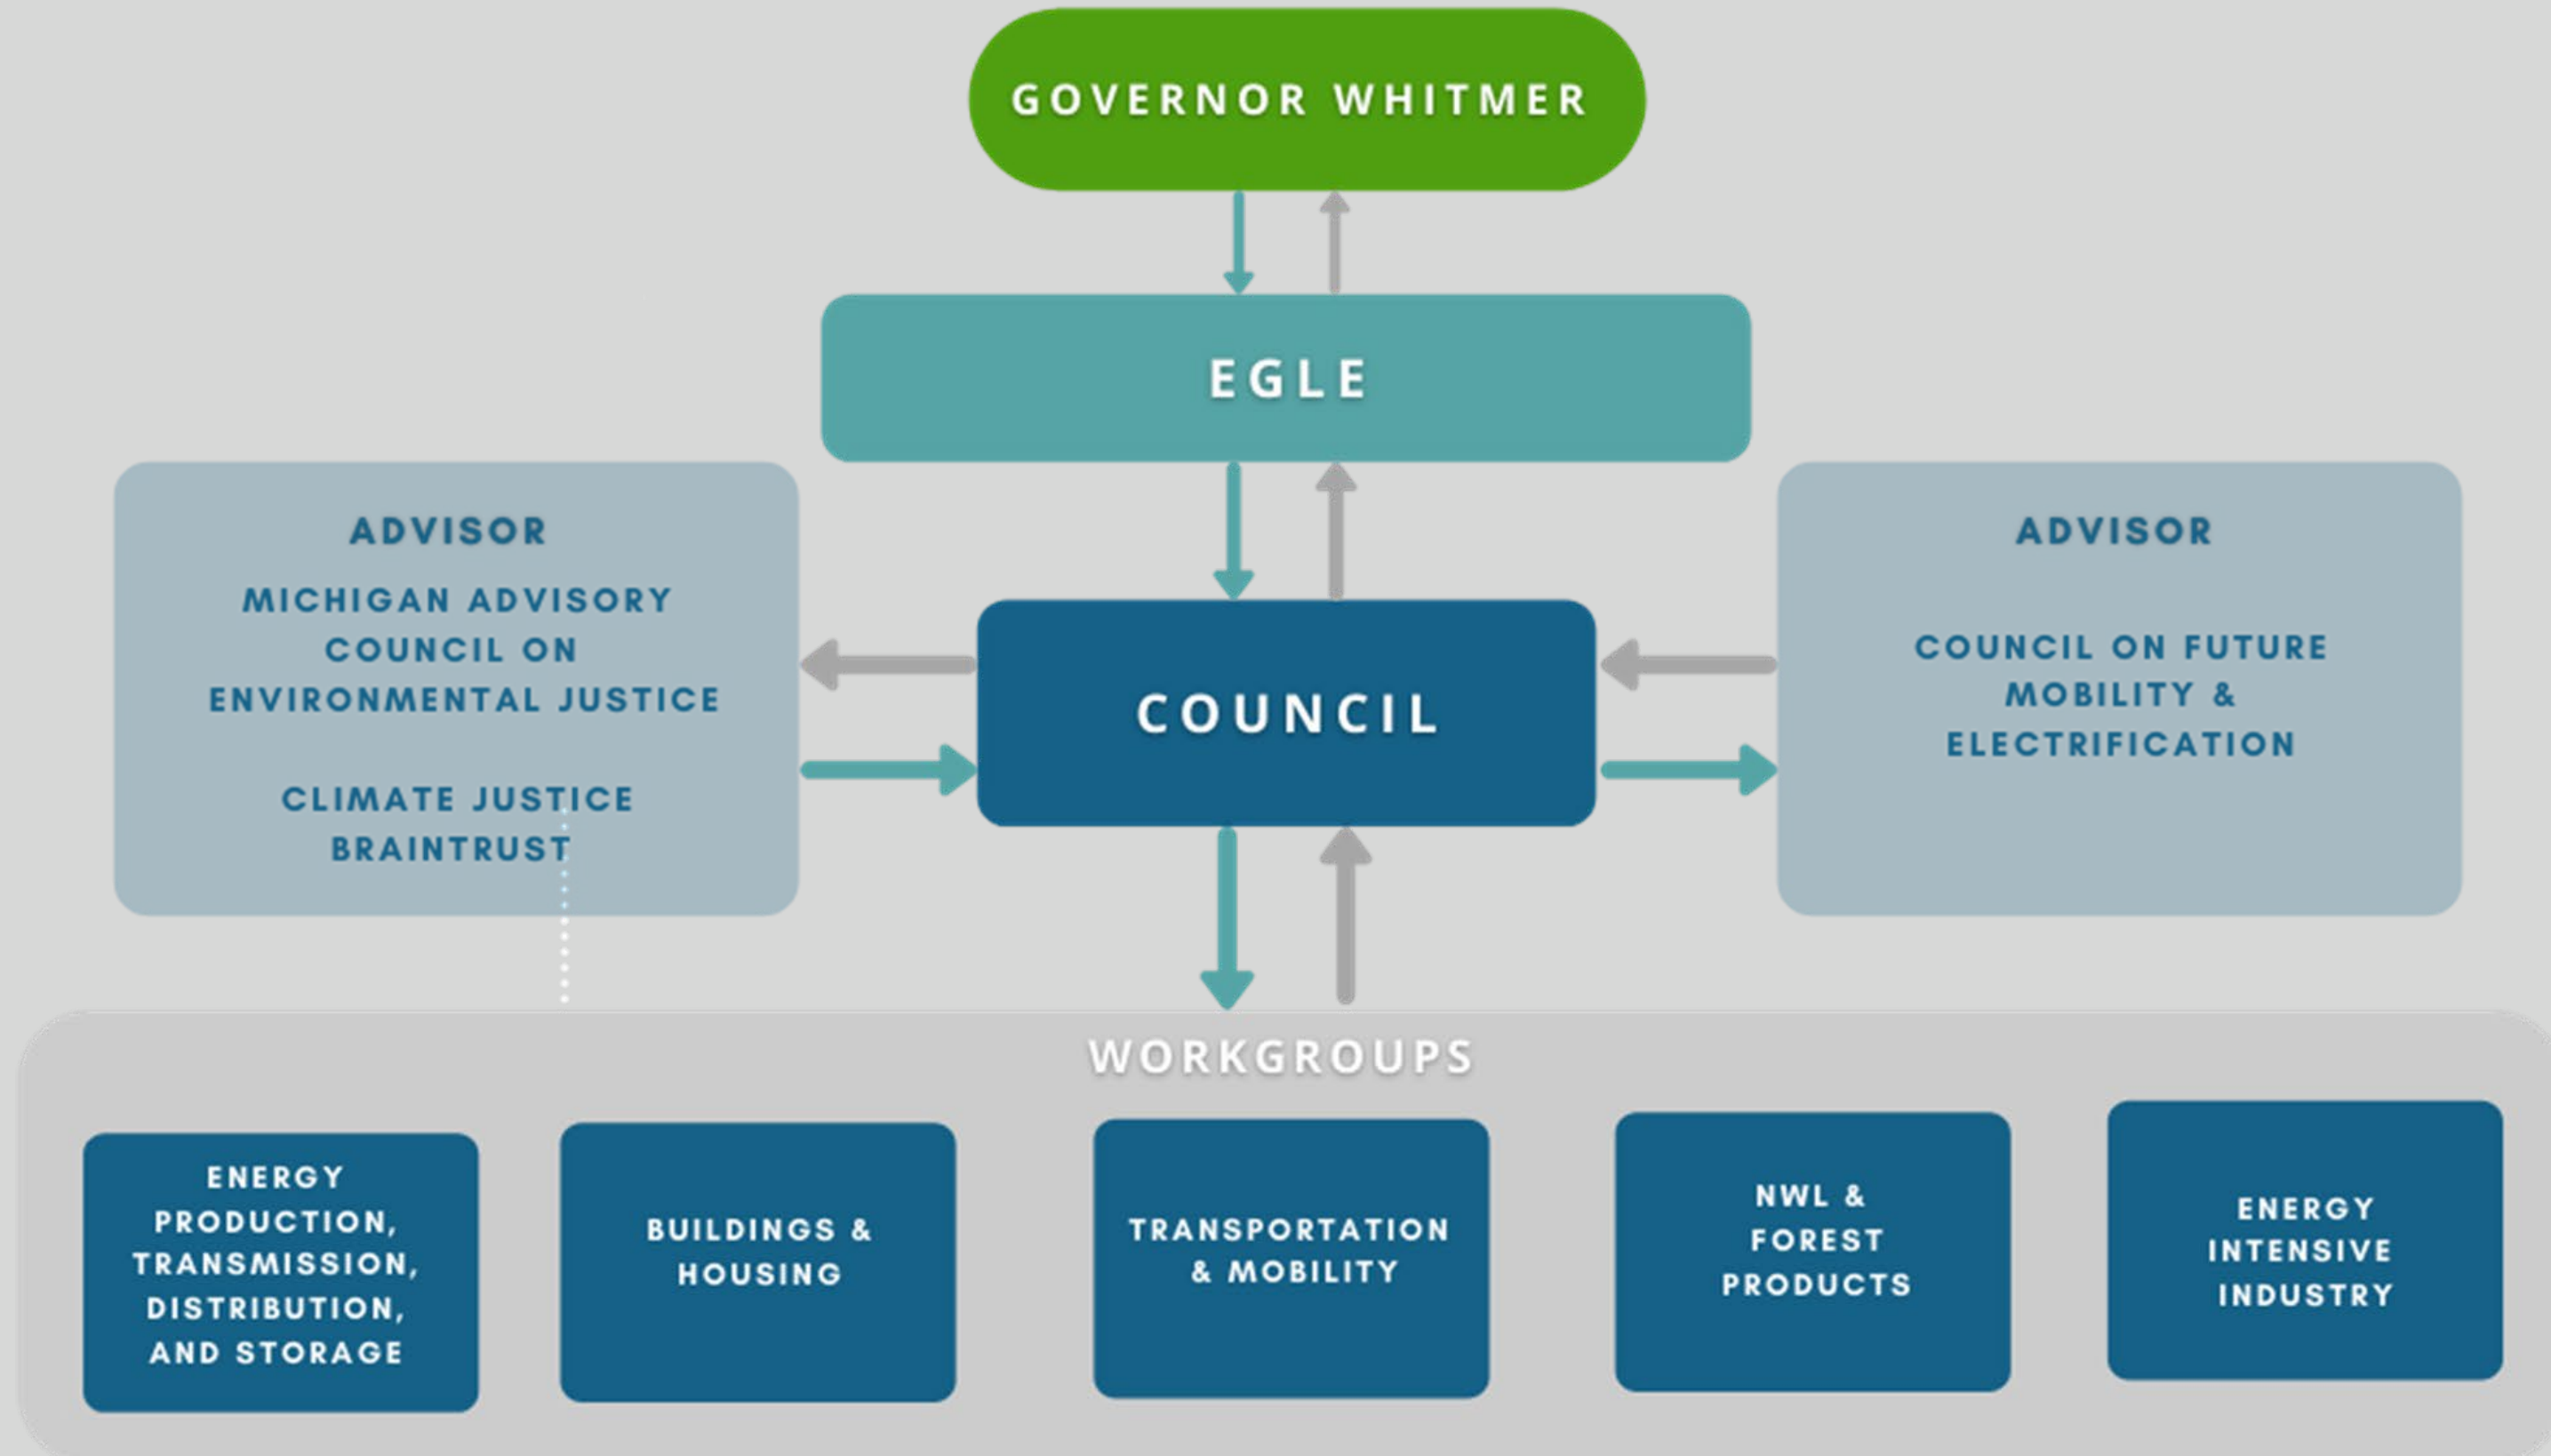 GOVERNOR WHITMER
EGLE
ADVISOR
MICHIGAN ADVISORY
COUNCIL ON
ENVIRONMENTAL JUSTICE
CLIMATE JUSTICE
BRAINTRUST
COUNCIL
ADVISOR
COUNCIL ON FUTURE
MOBILITY &
ELECTRIFICATION
WORKGROUPS
ENERGY
PRODUCTION,
TRANSMISSION,
DISTRIBUTION,
AND STORAGE
BUILDINGS &
HOUSING
TRANSPORTATION
& MOBILITY
NWL &
FOREST
PRODUCTS
ENERGY
INTENSIVE
INDUSTRY